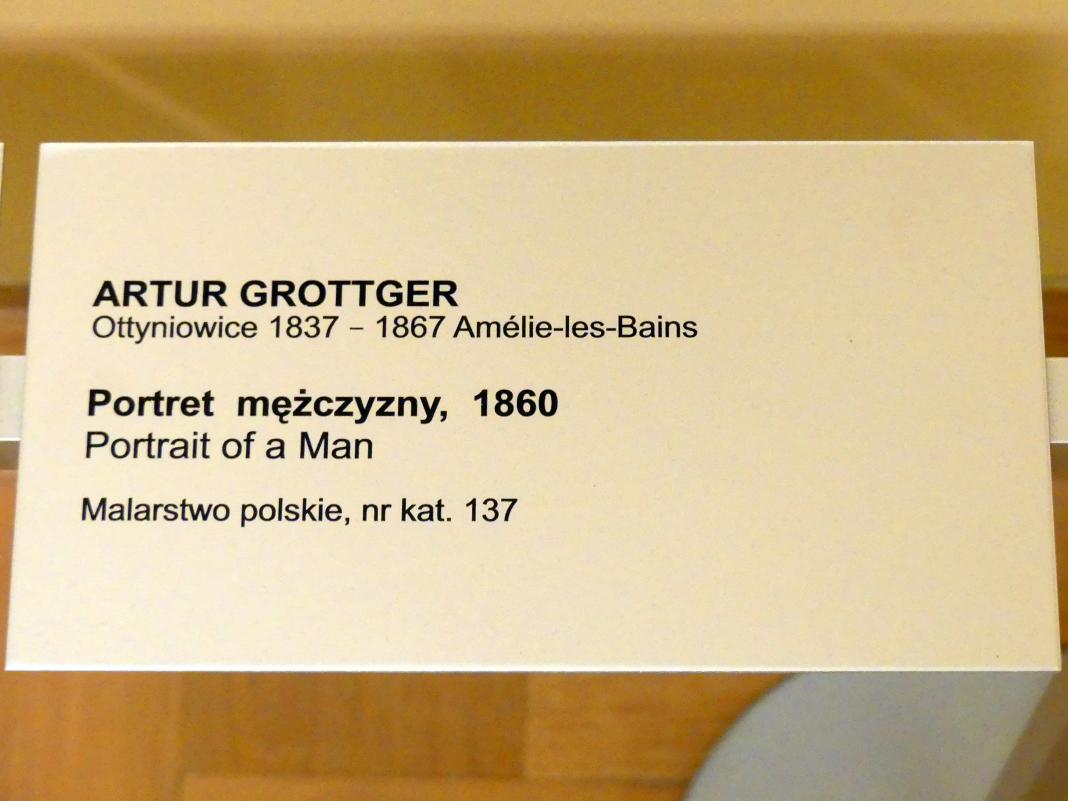 ARTUR GROTTGER
Ottyniowice 1837 – 1867 Amélie-les-Bains
Portret mężczyzny, 1860
Portrait of a Man
Malarstwo polskie, nr kat. 137